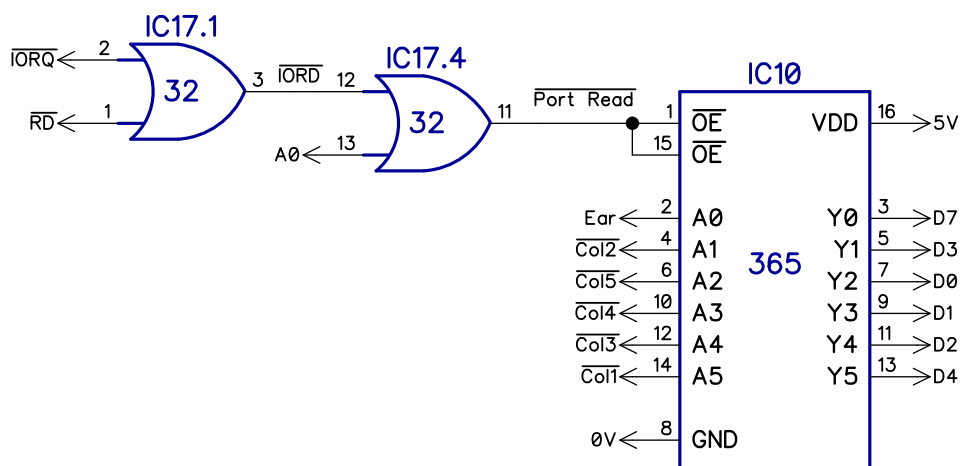 IC17.1
IORQ 2
32
RD 1
3 IORD 12
IC17.4
32
A0 13
11 Port Read
IC10
1 OE VDD 16 5V
15 OE
Ear 2 A0 Y0 3 D7
Col2 4 A1 Y1 5 D3
365
Col5 6 A2 Y2 7 D0
Col4 10 A3 Y3 9 D1
Col3 12 A4 Y4 11 D2
Col1 14 A5 Y5 13 D4
0V 8 GND